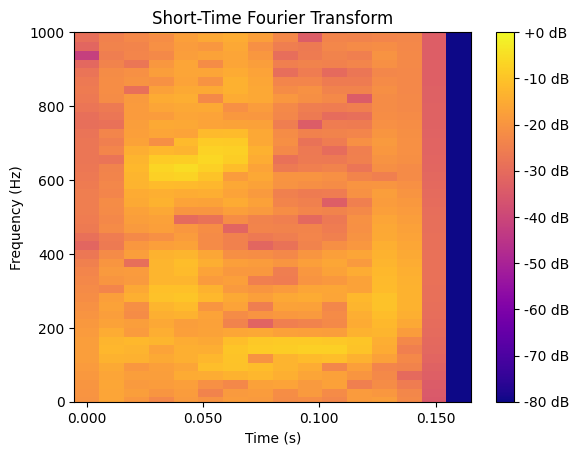 Short-Time Fourier Transform
1000
800
600
400
200
0
Frequency (Hz)
0.000
0.050
0.100
0.150
Time (s)
+0 dB
-10 dB
-20 dB
-30 dB
-40 dB
-50 dB
-60 dB
-70 dB
-80 dB